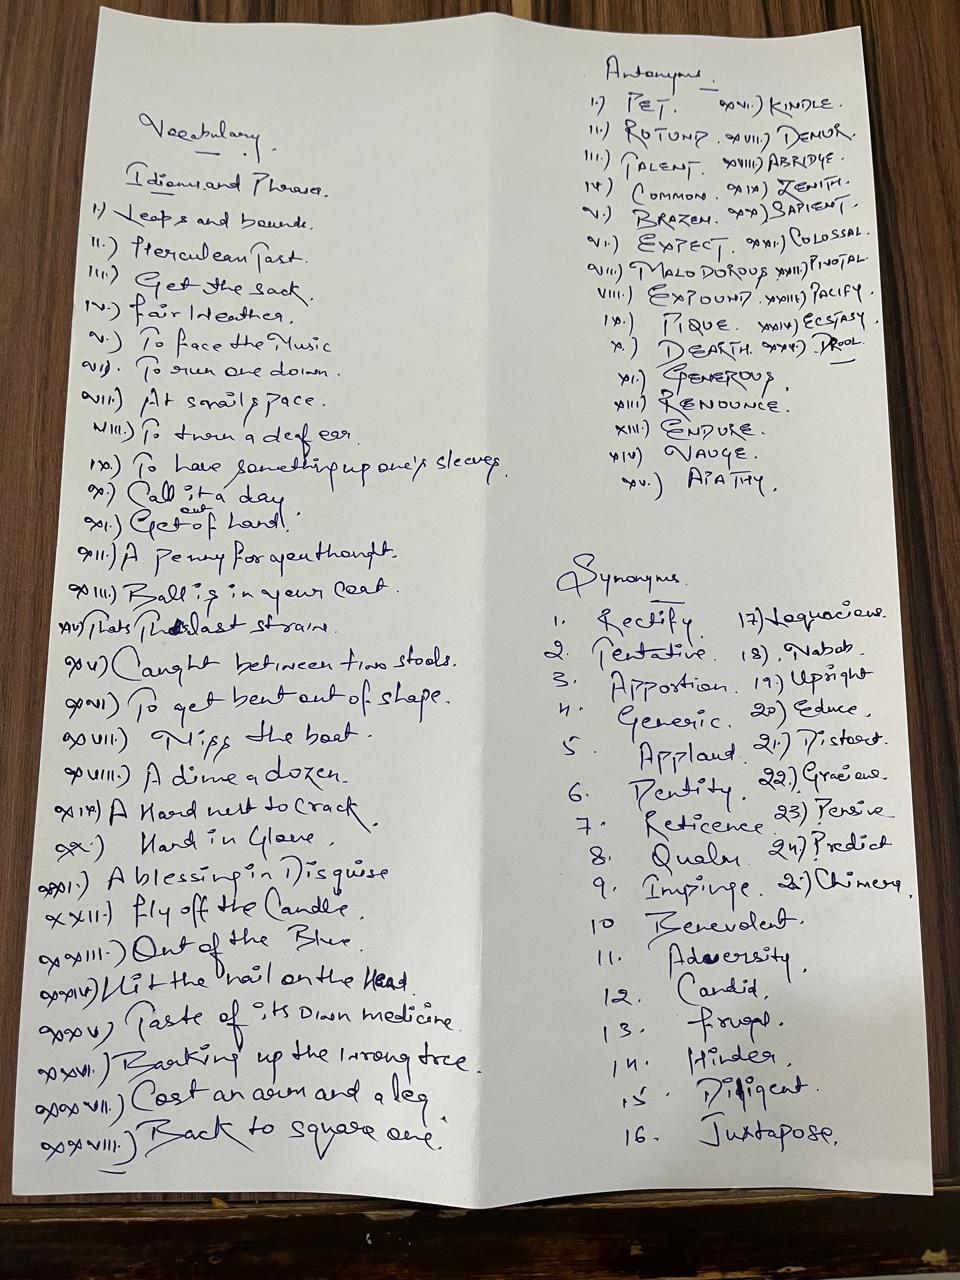 Vocabulary.
Idioms and Phrases.
I.) Leaps and bounds.
II.) Herculean Task.
III.) Get the sack.
IV.) Fair Weather.
V.) To face the Music
VI). To run one down.
VII.) At snails pace.
VIII.) To turn a deaf ear.
IX.) To have something up one's sleeves.
X.) Call it a day
XI.) Get out of hand.
XII.) A penny for your thought.
XIII.) Ball is in your Coat.
XIV) Thats The last straw.
XV) Caught between two stools.
XVI) To get bent out of shape.
XVII.) Miss the boat.
XVIII.) A dime a dozen.
XIX) A Hard nut to Crack.
XX.) Hand in Glove.
XXI.) A blessing in Disguise
XXII.) Fly off the Candle.
XXIII.) Out of the Blue.
XXIV) Hit the nail on the Head
XXV) Taste of its own medicine.
XXVI.) Barking up the wrong tree.
XXVII.) Cost an arm and a leg
XXVIII.) Back to square one.
Antonyms.
I.) PET. XVI.) KINDLE.
II.) ROTUND. XVII.) DEMUR.
III.) TALENT. XVIII.) ABRIDGE.
IV.) COMMON. XIX) ZENITH.
V.) BRAZEN. XX) SAPIENT.
VI.) EXPECT. XXI.) COLOSSAL.
VII.) MALODOROUS XXII.) PIVOTAL.
VIII.) EXPOUND. XXIII.) PACIFY.
IX.) PIQUE. XXIV) ECSTASY.
X.) DEARTH. XXV.) DROOL.
XI.) GENEROUS.
XIII) RENOUNCE.
XIII.) ENDURE.
XIV) VAUGE.
XV.) APATHY.
Synonyms.
1. Rectify. 17) Loquacious.
2. Tentative. 18). Nabob.
3. Apportion. 19.) Upright
4. Generic. 20) Educe.
5. Applaud. 21.) Distort.
6. Dentity. 22.) Gracious.
7. Reticence. 23) Pensive
8. Qualm. 24.) Predict
9. Impinge. 25.) Chimera.
10 Benevolent.
11. Adversity.
12. Candid.
13. Frugal.
14. Hinder.
15. Diligent.
16. Juxtapose.